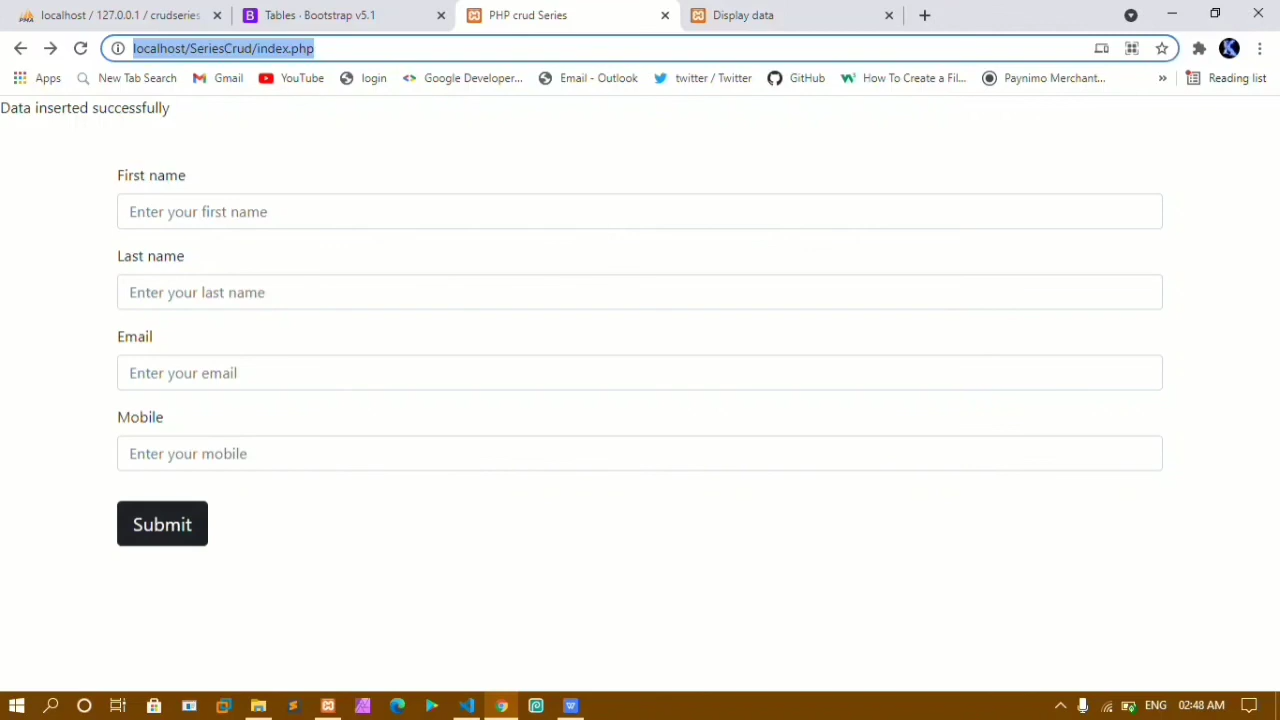 localhost / 127.0.0.1 / crudseries
Tables · Bootstrap v5.1
PHP crud Series
Display data
localhost/SeriesCrud/index.php
Apps
New Tab Search
Gmail
YouTube
login
Google Developer...
Email - Outlook
twitter / Twitter
GitHub
How To Create a Fil...
Paynimo Merchant...
»
Reading list
Data inserted successfully
First name
Enter your first name
Last name
Enter your last name
Email
Enter your email
Mobile
Enter your mobile
Submit
ENG
02:48 AM